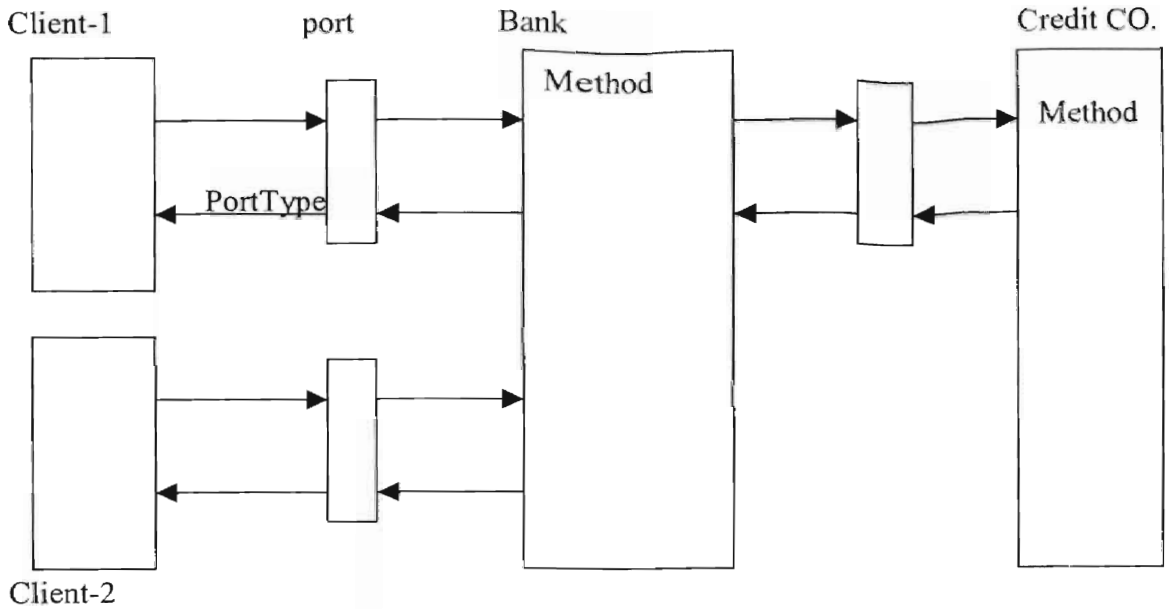 Client-1
port
Bank
Credit CO.
Method
Method
PortType
Client-2